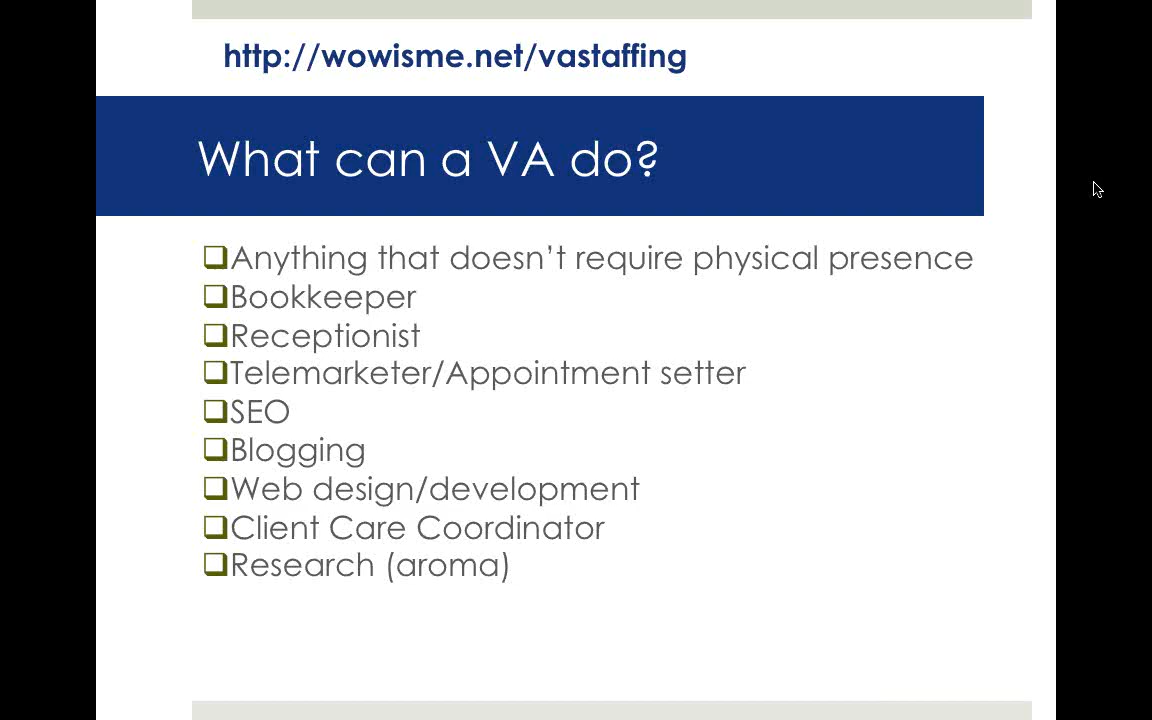 http://wowisme.net/vastaffing
What can a VA do?
❑Anything that doesn’t require physical presence
❑Bookkeeper
❑Receptionist
❑Telemarketer/Appointment setter
❑SEO
❑Blogging
❑Web design/development
❑Client Care Coordinator
❑Research (aroma)